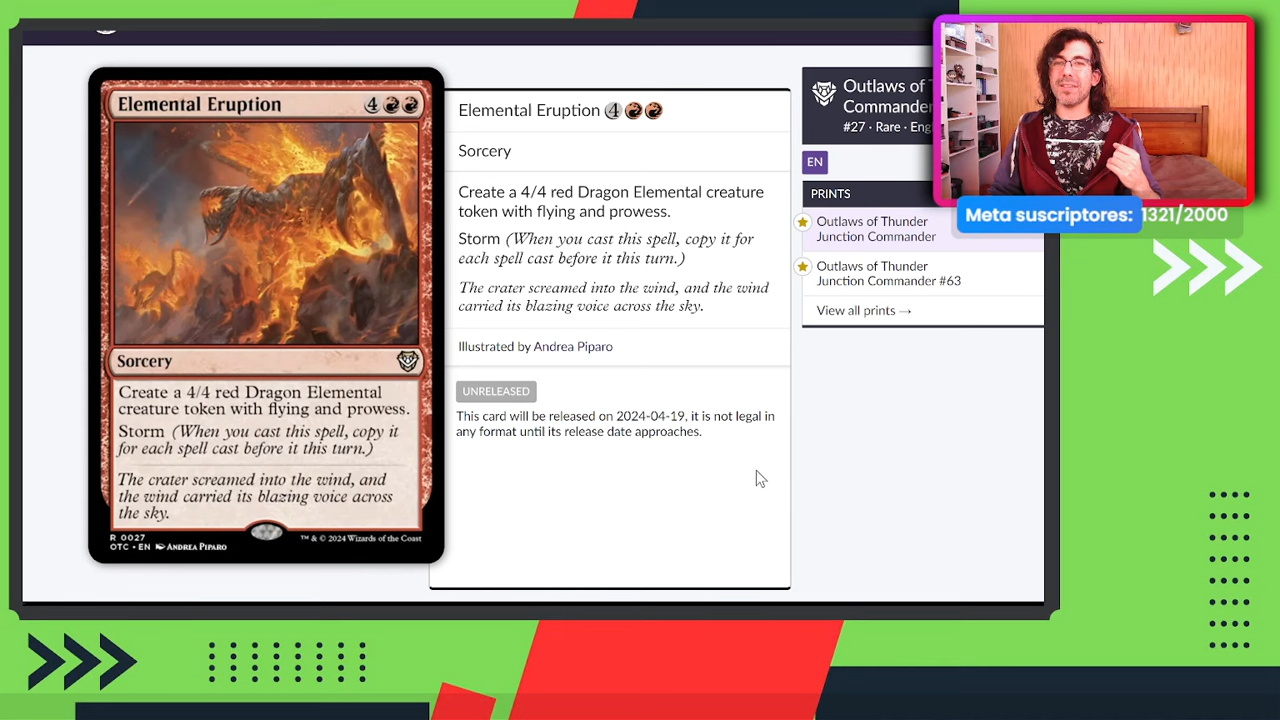 Elemental Eruption 4
Sorcery
Create a 4/4 red Dragon Elemental
creature token with flying and prowess.
Storm (When you cast this spell, copy it
for each spell cast before it this turn.)
The crater screamed into the wind, and
the wind carried its blazing voice across
the sky.
R 0027
OTC • EN ANDREA PIPARO
™ & © 2024 Wizards of the Coast
Elemental Eruption 4
Sorcery
Create a 4/4 red Dragon Elemental creature
token with flying and prowess.
Storm (When you cast this spell, copy it for
each spell cast before it this turn.)
The crater screamed into the wind, and the wind
carried its blazing voice across the sky.
Illustrated by Andrea Piparo
UNRELEASED
This card will be released on 2024-04-19, it is not legal in
any format until its release date approaches.
Outlaws of
Commander
#27 · Rare ·
EN
PRINTS
Outlaws of Thunder
Junction Commander
Outlaws of Thunder
Junction Commander #63
View all prints →
Meta suscriptores: 1321/2000